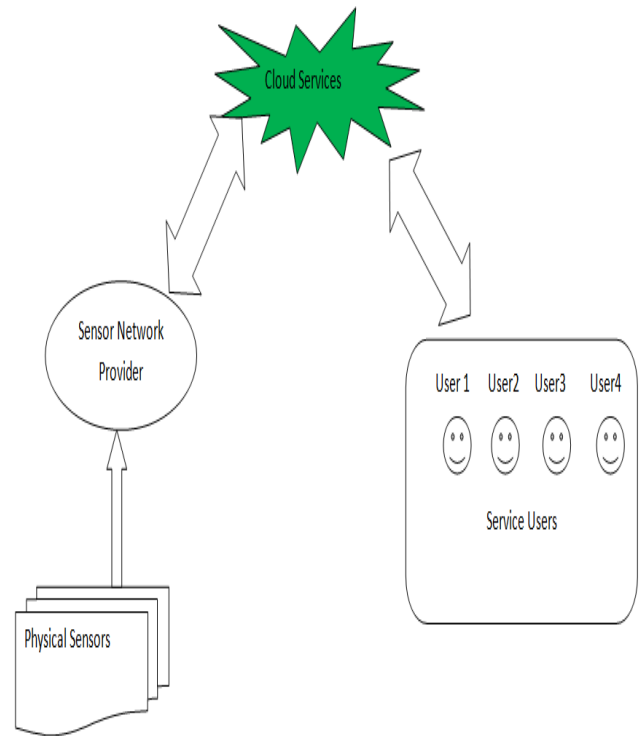 Cloud Services
Sensor Network
Provider
User 1 User2 User3 User4
Service Users
Physical Sensors